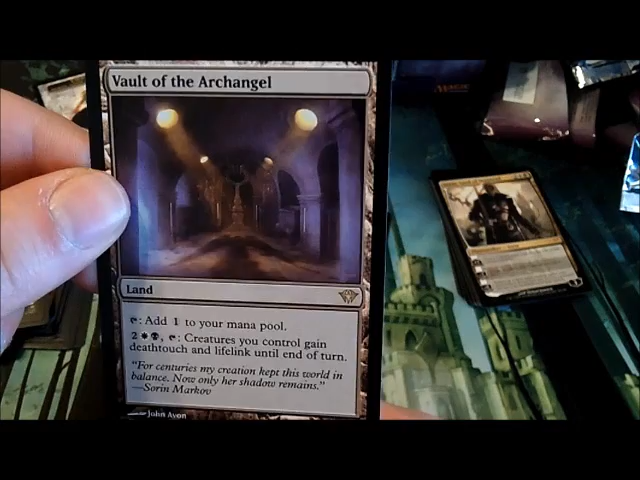 Vault of the Archangel
Land
: Add 1 to your mana pool.
2, : Creatures you control gain
deathtouch and lifelink until end of turn.
"For centuries my creation kept this world in
balance. Now only her shadow remains."
—Sorin Markov
John Avon